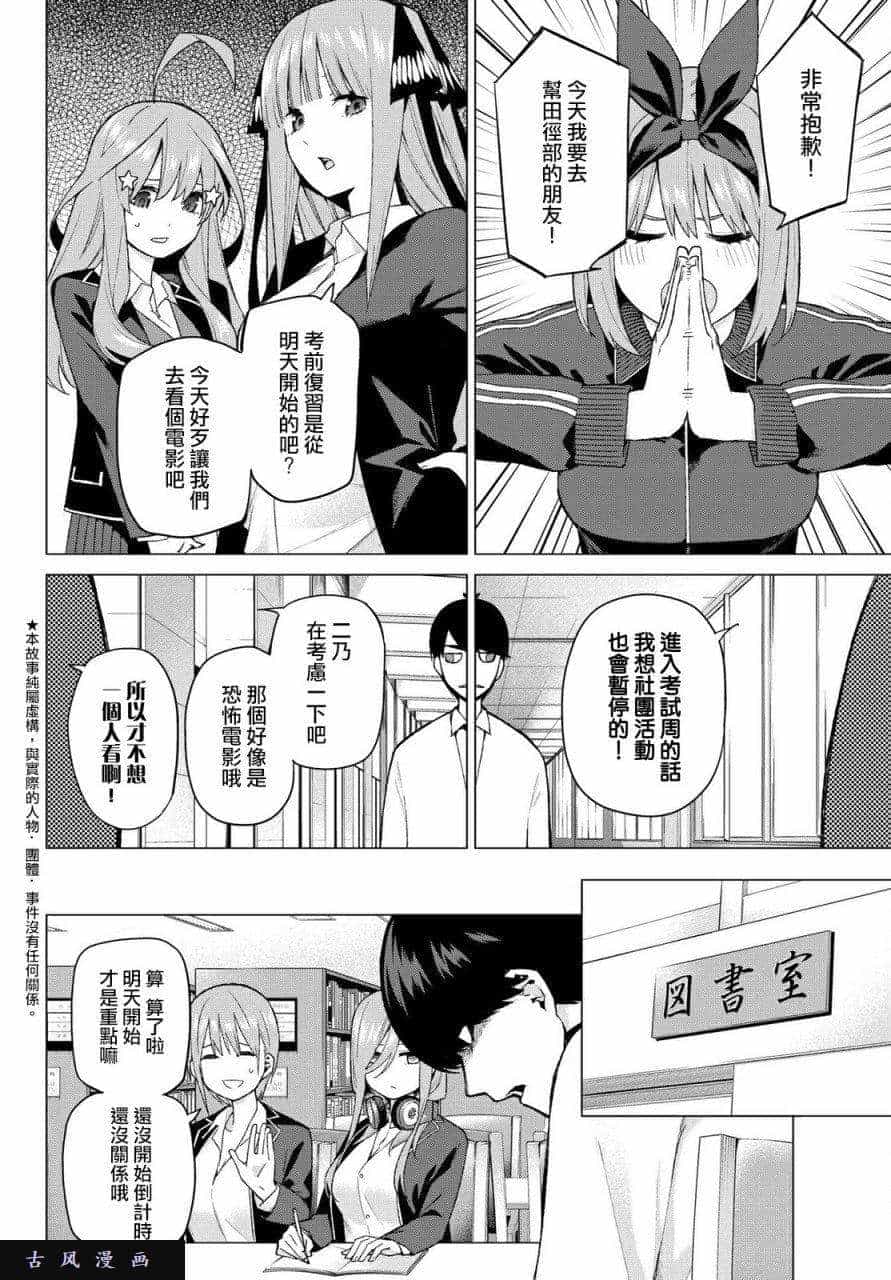 非常抱歉！
今天我要去
幫田徑部的朋友！
考前復習是從
明天開始的吧？
今天好歹讓我們
去看個電影吧
進入考試周的話
我想社團活動
也會暫停的！
二乃
在考慮一下吧
那個好像是
恐怖電影哦
所以才不想
一個人看啊！
図書室
算 算了啦
明天開始
才是重點嘛
還沒開始倒計時
還沒關係哦
★本故事純屬虛構，與實際的人物．團體．事件沒有任何關係。
古风漫画